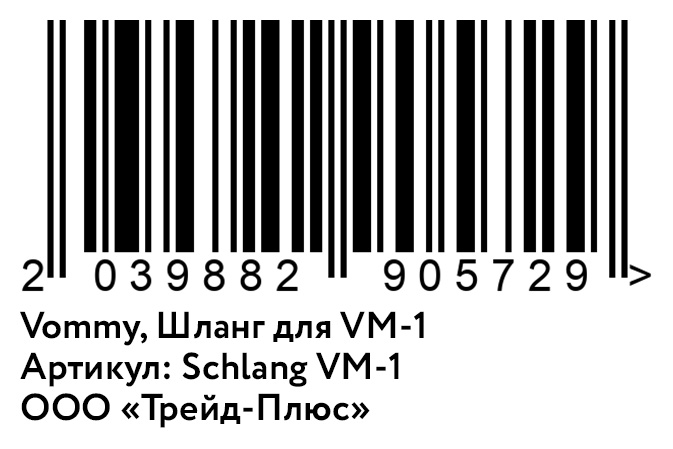 2 039882 905729 >
Vommy, Шланг для VM-1
Артикул: Schlang VM-1
ООО «Трейд-Плюс»